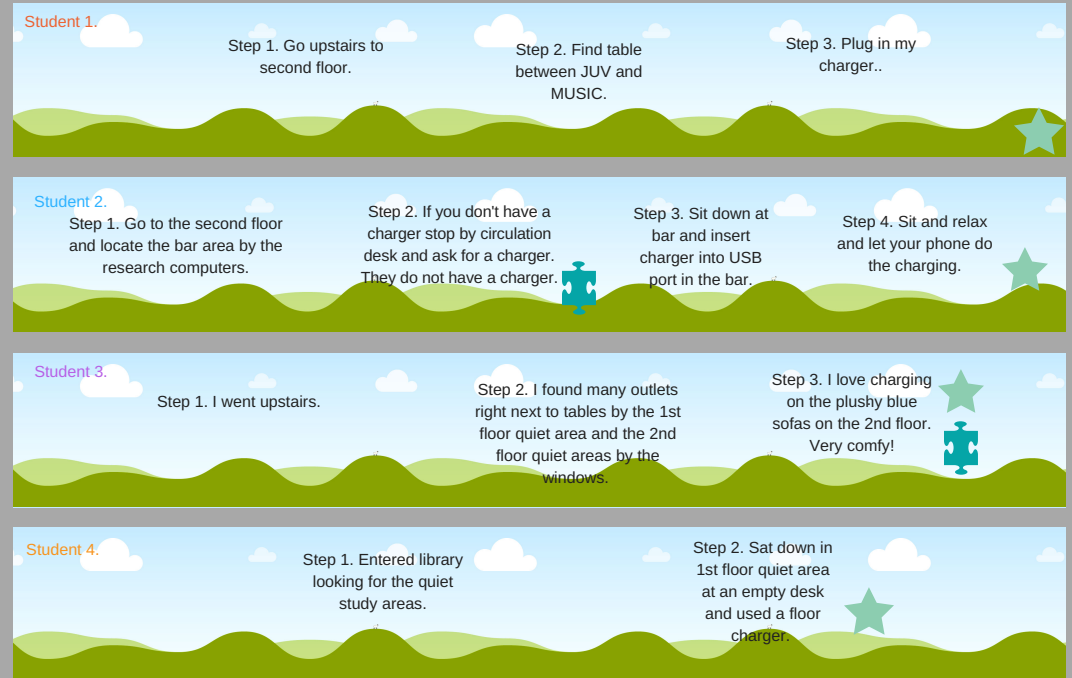 Student 1.
Step 1. Go upstairs to
second floor.
Step 2. Find table
between JUV and
MUSIC.
Step 3. Plug in my
charger..
Student 2.
Step 1. Go to the second floor
and locate the bar area by the
research computers.
Step 2. If you don't have a
charger stop by circulation
desk and ask for a charger.
They do not have a charger.
Step 3. Sit down at
bar and insert
charger into USB
port in the bar.
Step 4. Sit and relax
and let your phone do
the charging.
Student 3.
Step 1. I went upstairs.
Step 2. I found many outlets
right next to tables by the 1st
floor quiet area and the 2nd
floor quiet areas by the
windows.
Step 3. I love charging
on the plushy blue
sofas on the 2nd floor.
Very comfy!
Student 4.
Step 1. Entered library
looking for the quiet
study areas.
Step 2. Sat down in
1st floor quiet area
at an empty desk
and used a floor
charger.